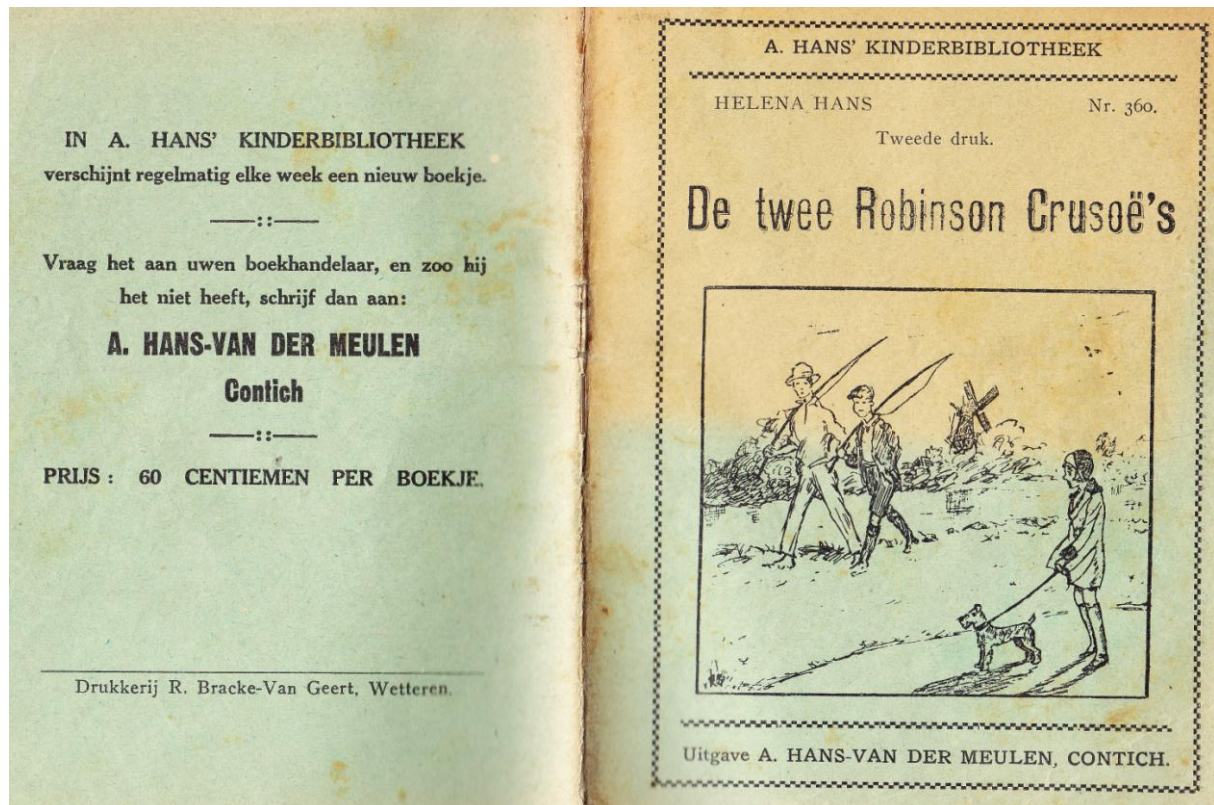 IN A. HANS' KINDERBIBLIOTHEEK
verschijnt regelmatig elke week een nieuw boekje.
Vraag het aan uwen boekhandelaar, en zoo hij
het niet heeft, schrijf dan aan:
A. HANS-VAN DER MEULEN
Contich
PRIJS : 60 CENTIEMEN PER BOEKJE.
Drukkerij R. Bracke-Van Geert, Wetteren.
A. HANS' KINDERBIBLIOTHEEK
HELENA HANS Nr. 360.
Tweede druk.
De twee Robinson Crusoë's
Uitgave A. HANS-VAN DER MEULEN, CONTICH.